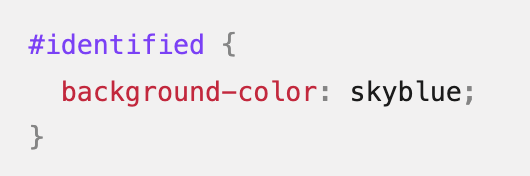 #identified {
  background-color: skyblue;
}